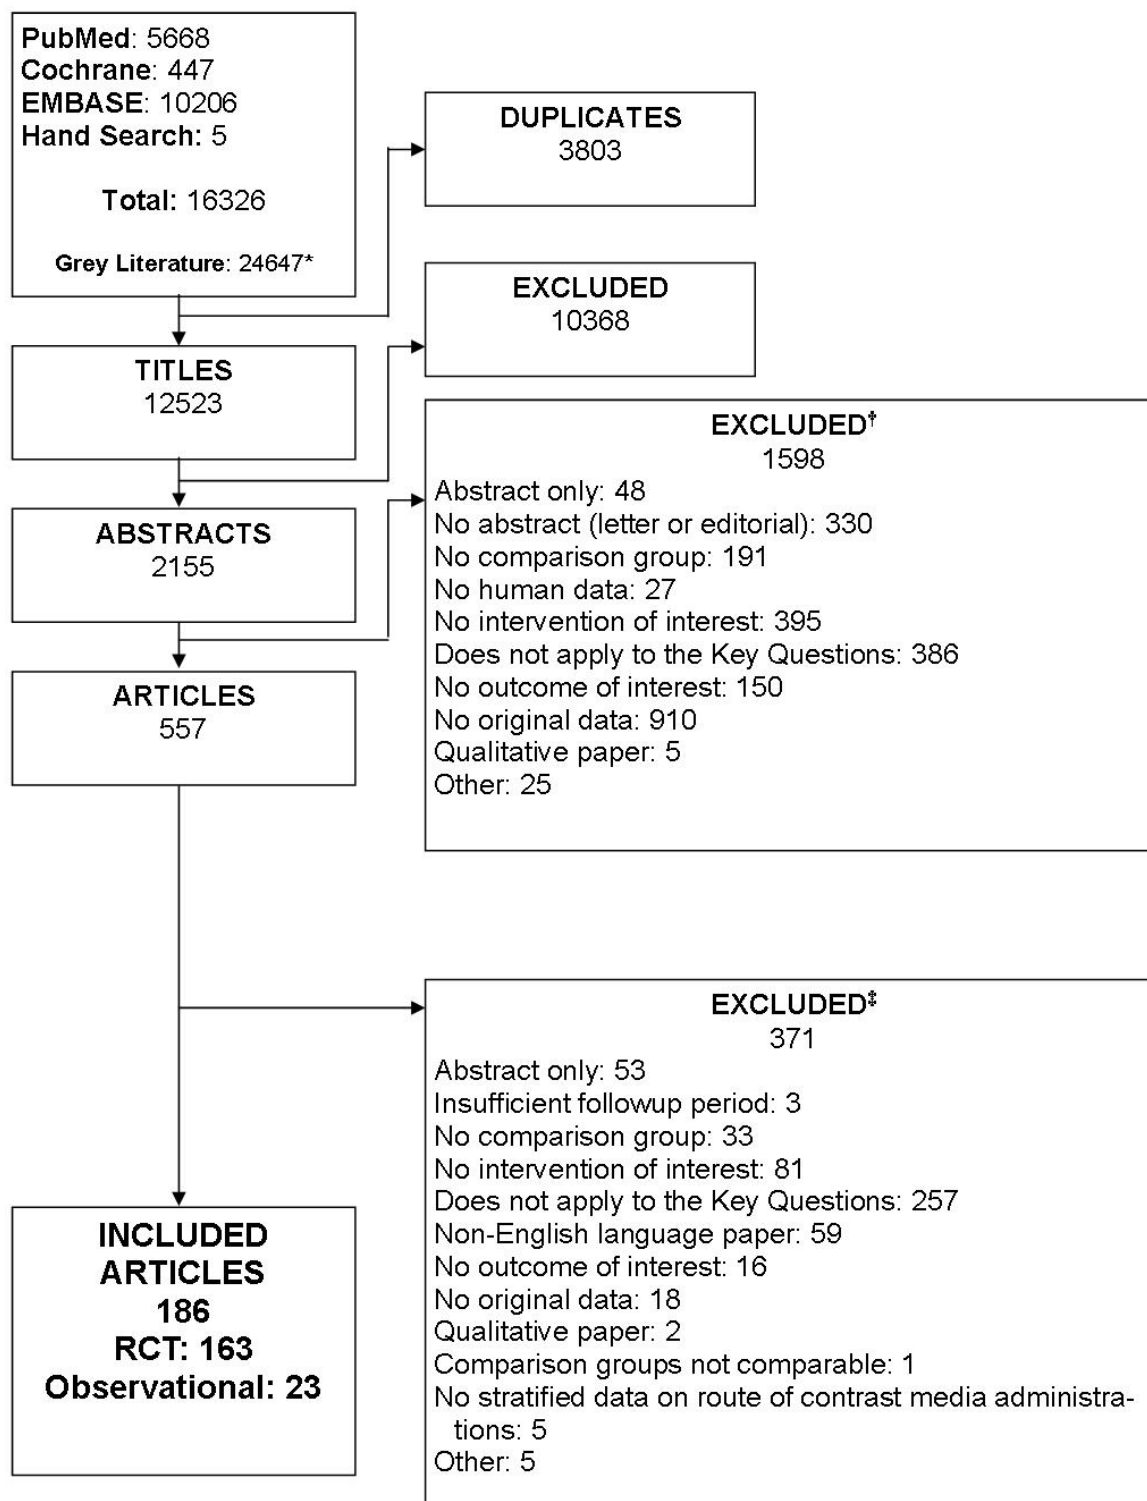 PubMed: 5668
Cochrane: 447
EMBASE: 10206
Hand Search: 5
Total: 16326
Grey Literature: 24647*
DUPLICATES
3803
EXCLUDED
10368
TITLES
12523
EXCLUDED†
1598
Abstract only: 48
No abstract (letter or editorial): 330
No comparison group: 191
No human data: 27
No intervention of interest: 395
Does not apply to the Key Questions: 386
No outcome of interest: 150
No original data: 910
Qualitative paper: 5
Other: 25
ABSTRACTS
2155
ARTICLES
557
EXCLUDED‡
371
Abstract only: 53
Insufficient followup period: 3
No comparison group: 33
No intervention of interest: 81
Does not apply to the Key Questions: 257
Non-English language paper: 59
No outcome of interest: 16
No original data: 18
Qualitative paper: 2
Comparison groups not comparable: 1
No stratified data on route of contrast media administra-
tions: 5
Other: 5
INCLUDED
ARTICLES
186
RCT: 163
Observational: 23